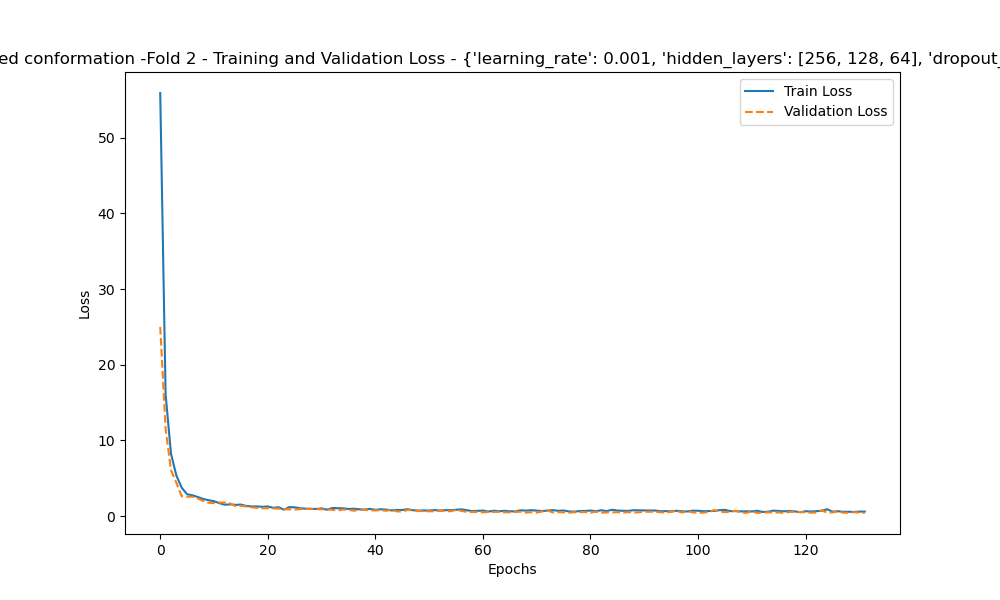 ed conformation -Fold 2 - Training and Validation Loss - {'learning_rate': 0.001, 'hidden_layers': [256, 128, 64], 'dropout_
Train Loss
Validation Loss
50
40
30
20
10
0
Loss
0 20 40 60 80 100 120
Epochs